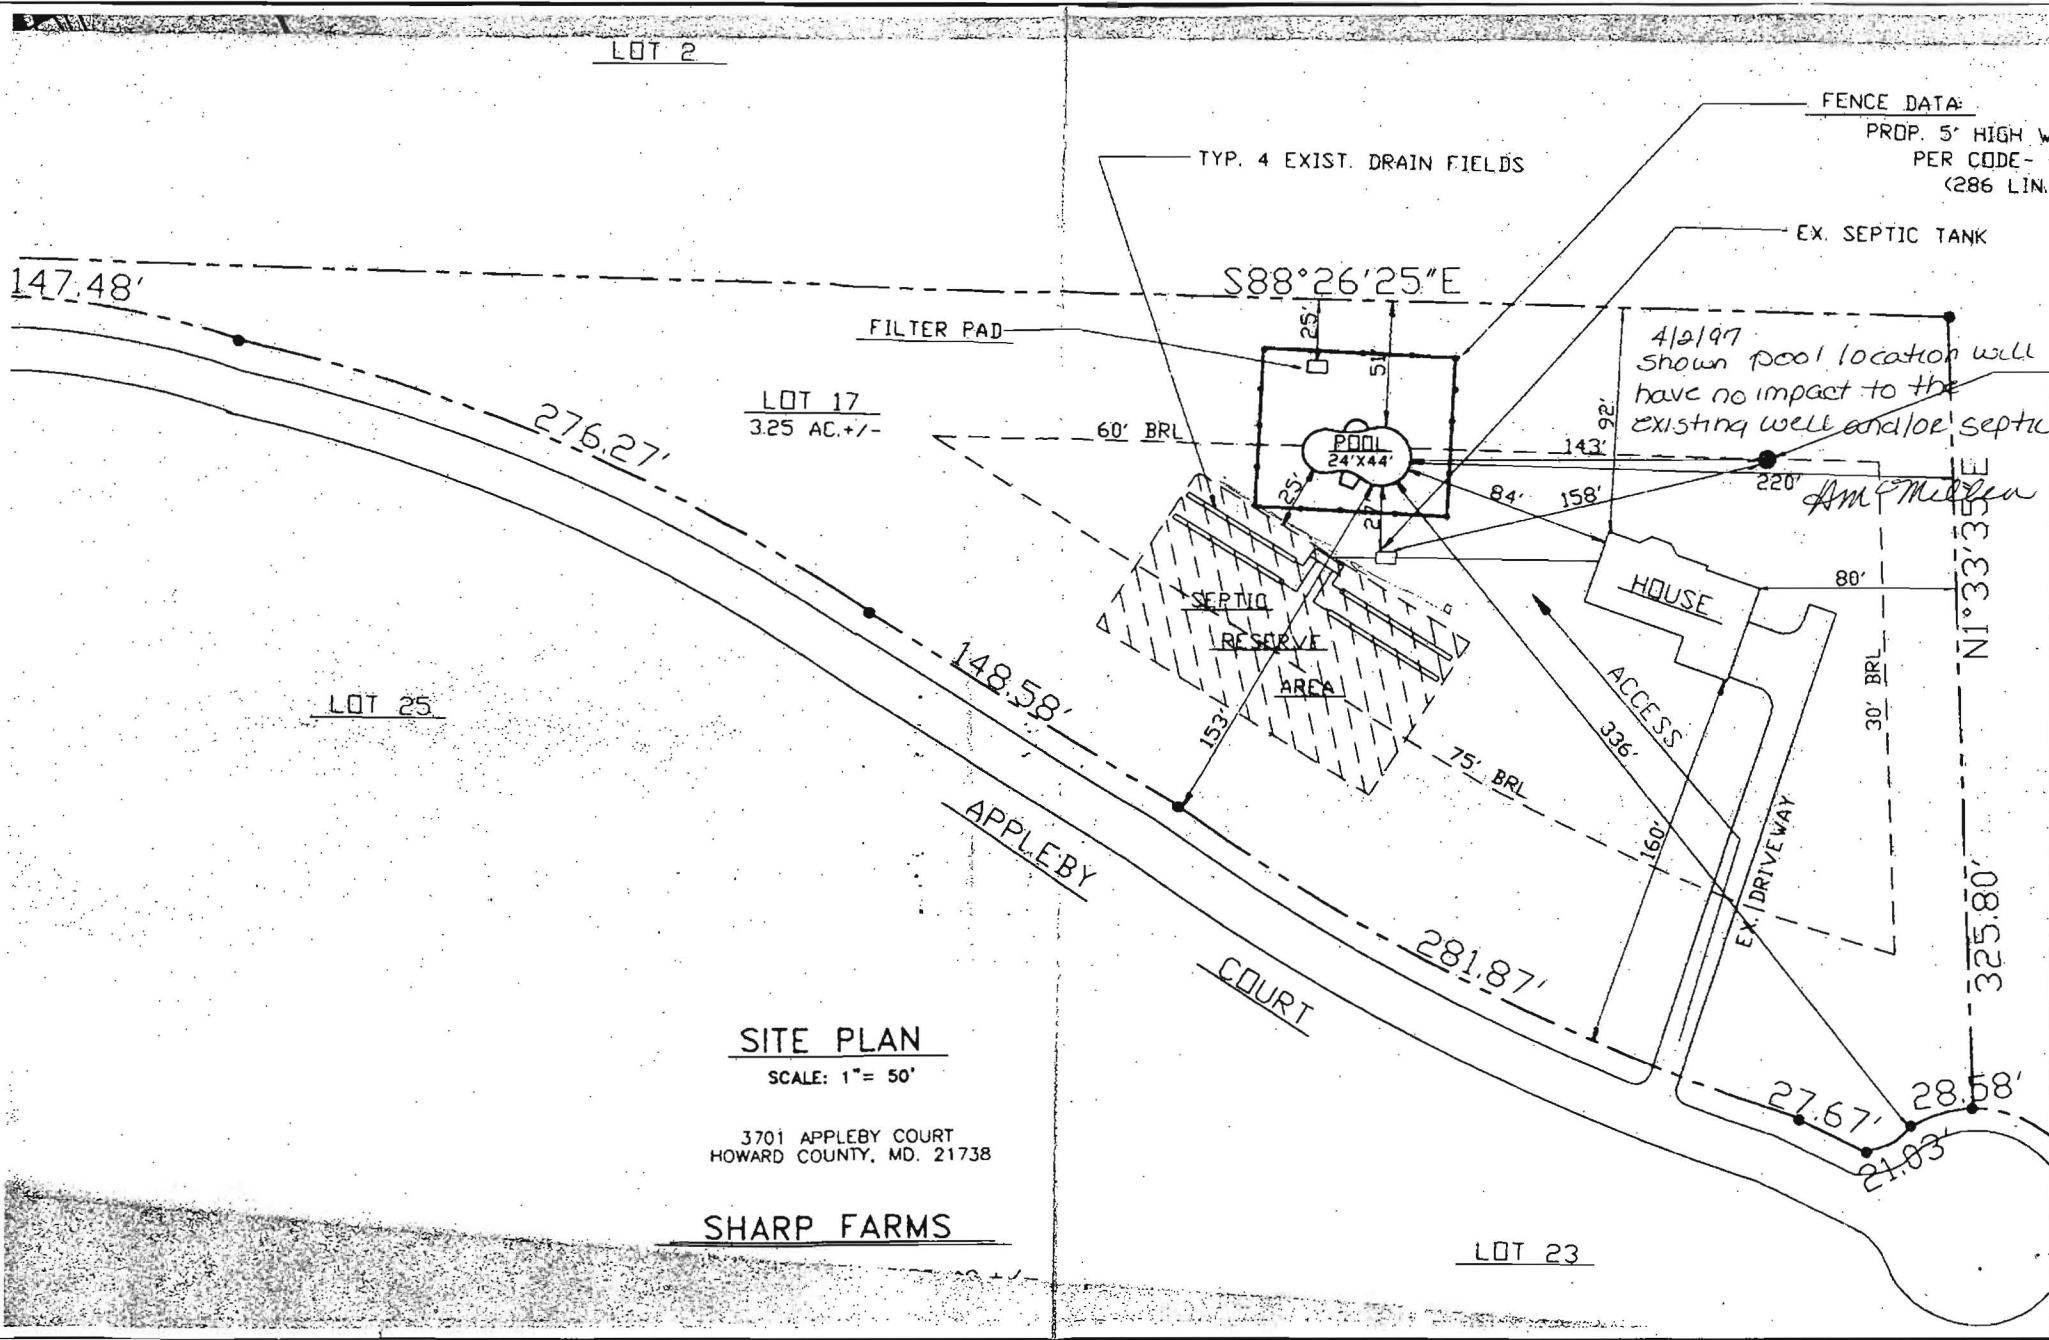 LOT 2
FENCE DATA:
PROP. 5' HIGH W
PER CODE-
(286 LIN.
TYP. 4 EXIST. DRAIN FIELDS
EX. SEPTIC TANK
147.48'
S88°26'25"E
FILTER PAD
25'
51'
4/2/97
Shown pool location will
have no impact to the
existing well and/or septic
92'
LOT 17
3.25 AC.+/-
276.27'
60' BRL
POOL
24'X44'
143'
220'
84'
158'
25'
27'
N1°33'35"E
325.80'
80'
HOUSE
SEPTIC
RESERVE
AREA
148.58'
153'
ACCESS
336'
30' BRL
75' BRL
160'
EX. DRIVEWAY
LOT 25
APPLEBY
COURT
281.87'
SITE PLAN
SCALE: 1"= 50'
3701 APPLEBY COURT
HOWARD COUNTY, MD. 21738
27.67'
28.58'
21.03'
SHARP FARMS
LOT 23